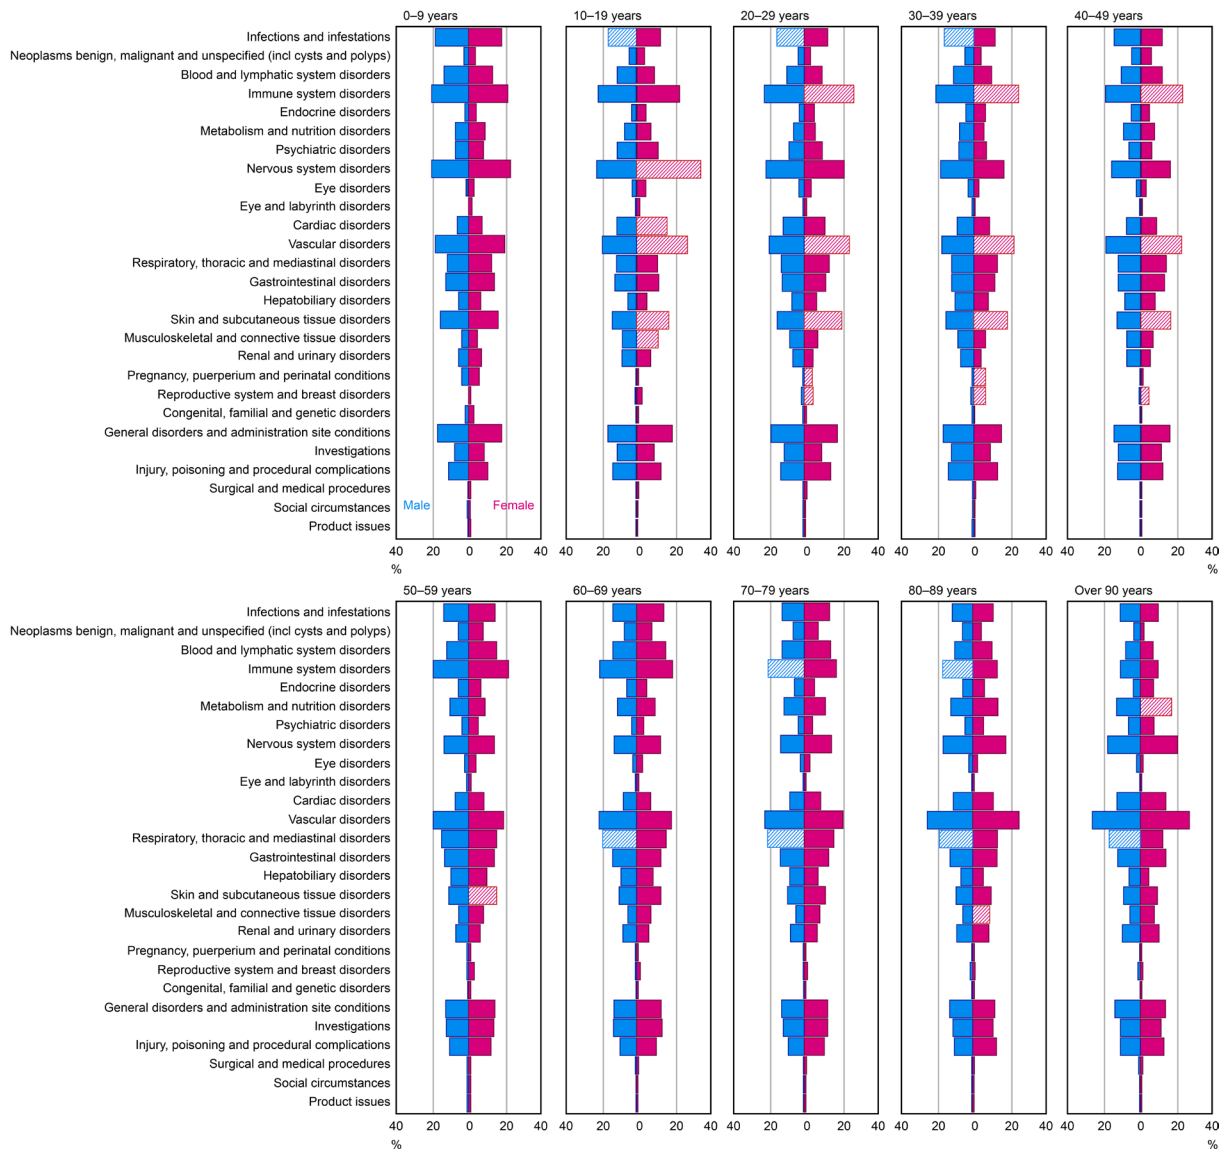 0–9 years
10–19 years
20–29 years
30–39 years
40–49 years
Infections and infestations
Neoplasms benign, malignant and unspecified (incl cysts and polyps)
Blood and lymphatic system disorders
Immune system disorders
Endocrine disorders
Metabolism and nutrition disorders
Psychiatric disorders
Nervous system disorders
Eye disorders
Eye and labyrinth disorders
Cardiac disorders
Vascular disorders
Respiratory, thoracic and mediastinal disorders
Gastrointestinal disorders
Hepatobiliary disorders
Skin and subcutaneous tissue disorders
Musculoskeletal and connective tissue disorders
Renal and urinary disorders
Pregnancy, puerperium and perinatal conditions
Reproductive system and breast disorders
Congenital, familial and genetic disorders
General disorders and administration site conditions
Investigations
Injury, poisoning and procedural complications
Surgical and medical procedures
Social circumstances
Male Female
Product issues
40 20 0 20 40 40 20 0 20 40 40 20 0 20 40 40 20 0 20 40 40 20 0 20 40
%
50–59 years
60–69 years
70–79 years
80–89 years
Over 90 years
Infections and infestations
Neoplasms benign, malignant and unspecified (incl cysts and polyps)
Blood and lymphatic system disorders
Immune system disorders
Endocrine disorders
Metabolism and nutrition disorders
Psychiatric disorders
Nervous system disorders
Eye disorders
Eye and labyrinth disorders
Cardiac disorders
Vascular disorders
Respiratory, thoracic and mediastinal disorders
Gastrointestinal disorders
Hepatobiliary disorders
Skin and subcutaneous tissue disorders
Musculoskeletal and connective tissue disorders
Renal and urinary disorders
Pregnancy, puerperium and perinatal conditions
Reproductive system and breast disorders
Congenital, familial and genetic disorders
General disorders and administration site conditions
Investigations
Injury, poisoning and procedural complications
Surgical and medical procedures
Social circumstances
Product issues
40 20 0 20 40 40 20 0 20 40 40 20 0 20 40 40 20 0 20 40 40 20 0 20 40
%